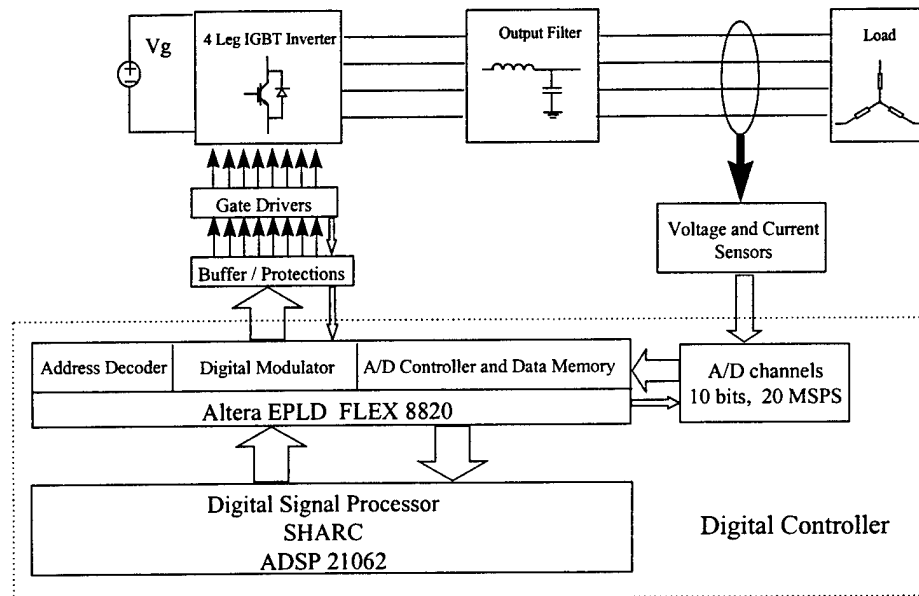 Vg
4 Leg IGBT Inverter
Output Filter
Load
Gate Drivers
Voltage and Current
Sensors
Buffer / Protections
Address Decoder
Digital Modulator
A/D Controller and Data Memory
A/D channels
10 bits, 20 MSPS
Altera EPLD FLEX 8820
Digital Signal Processor
SHARC
ADSP 21062
Digital Controller